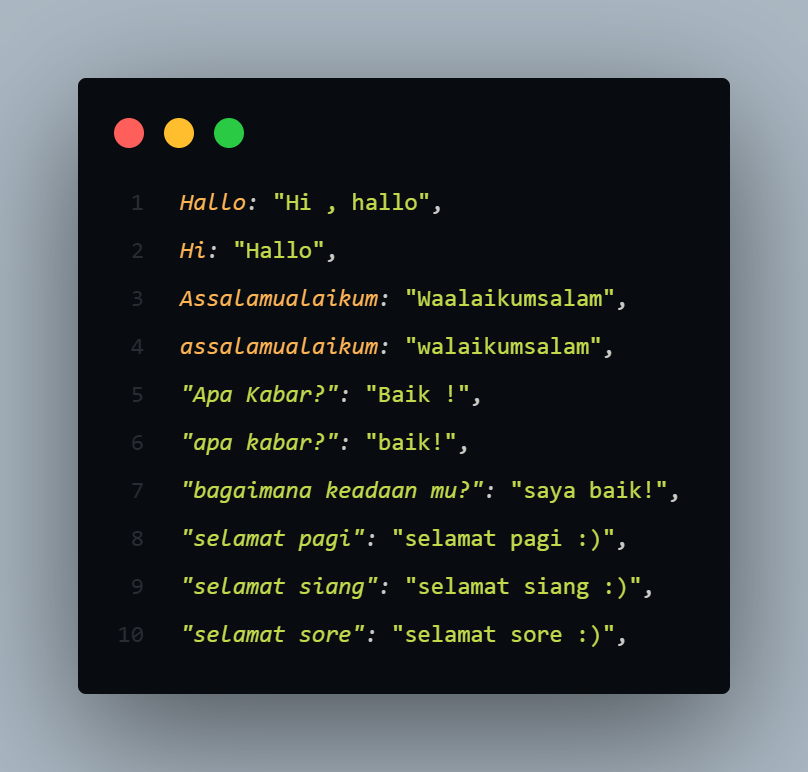 1 Hallo: "Hi , hallo",
2 Hi: "Hallo",
3 Assalamualaikum: "Waalaikumsalam",
4 assalamualaikum: "walaikumsalam",
5 "Apa Kabar?": "Baik !",
6 "apa kabar?": "baik!",
7 "bagaimana keadaan mu?": "saya baik!",
8 "selamat pagi": "selamat pagi :)",
9 "selamat siang": "selamat siang :)",
10 "selamat sore": "selamat sore :)",